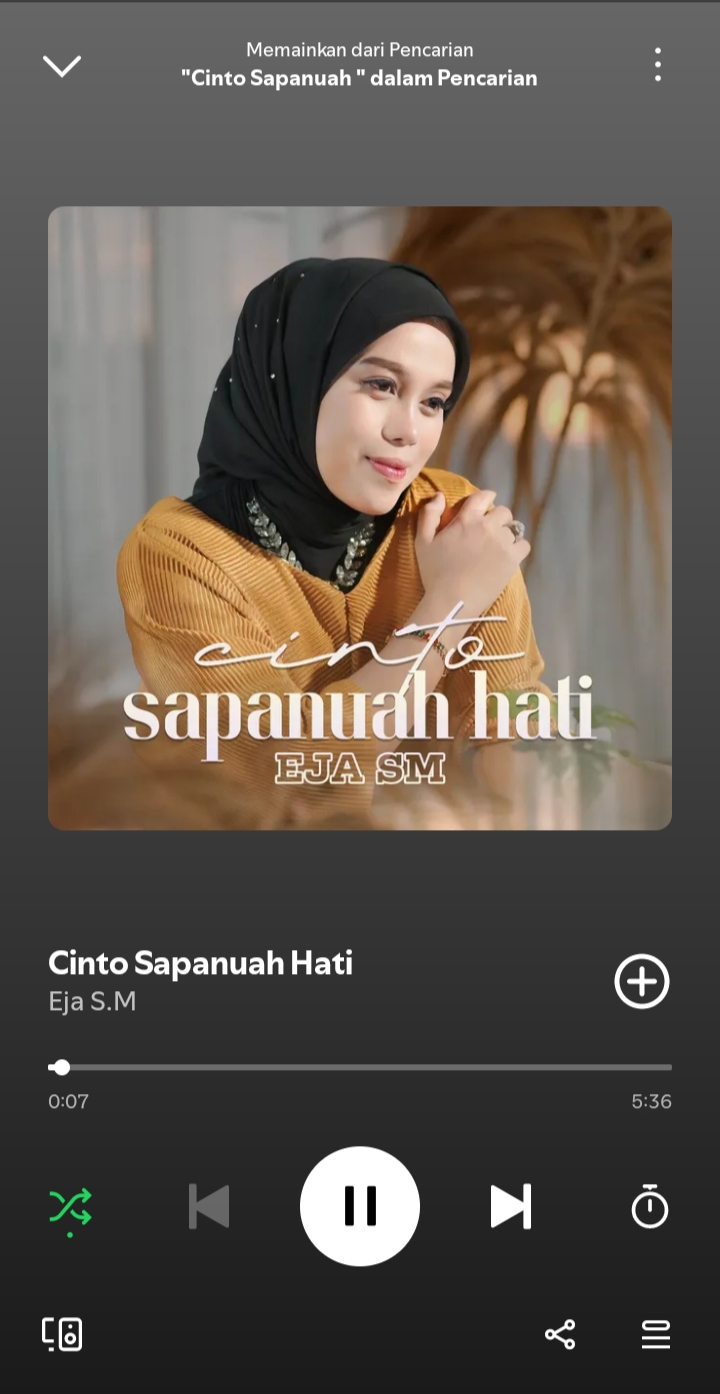 Memainkan dari Pencarian
"Cinto Sapanuah " dalam Pencarian
cinto
sapanuah hati
EJA SM
Cinto Sapanuah Hati
Eja S.M
0:07
5:36